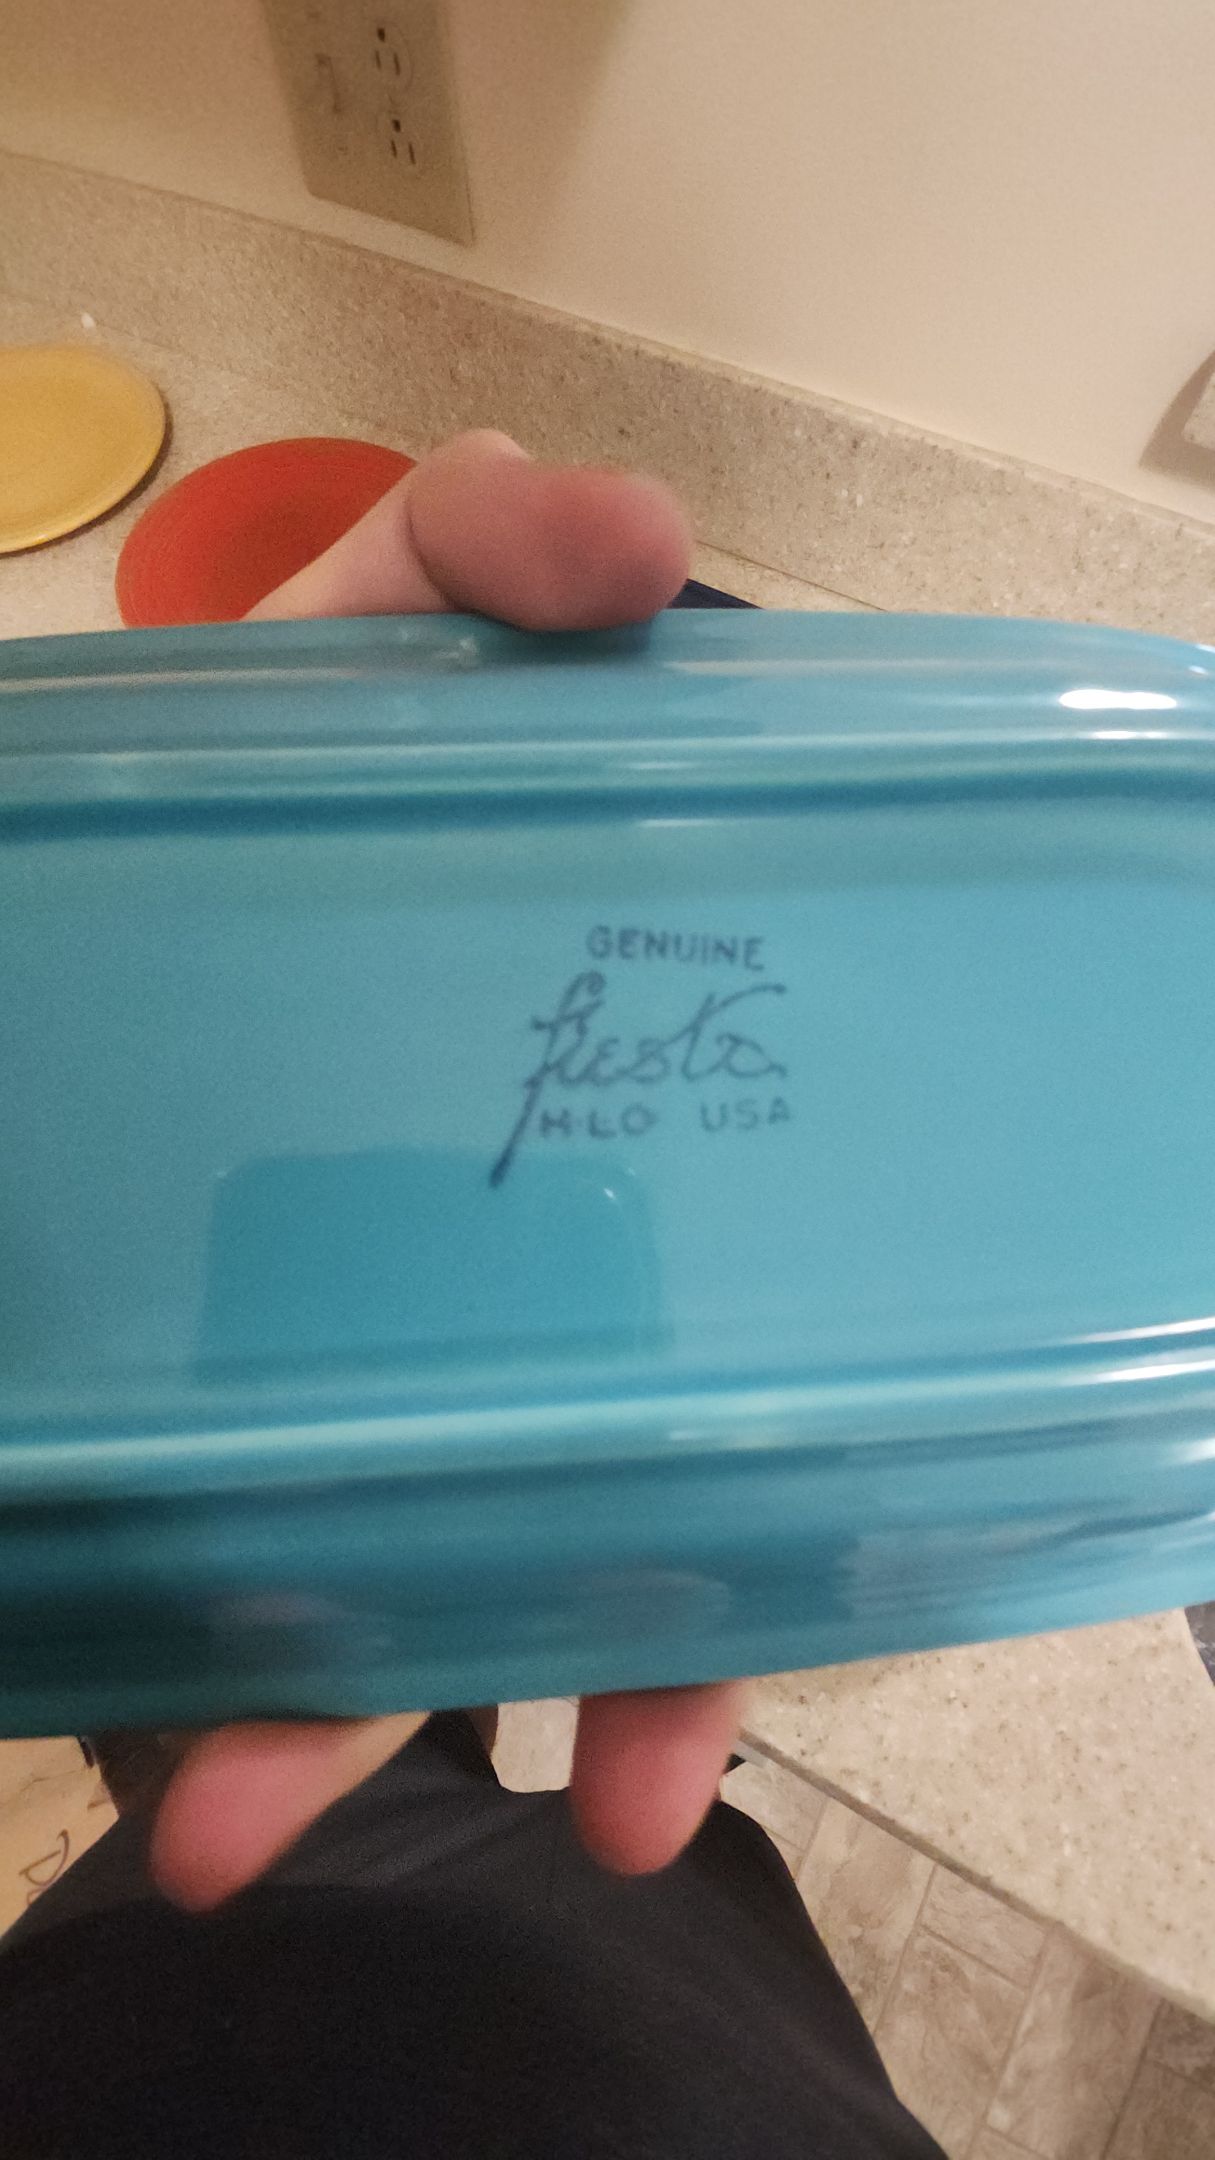 GENUINE
fiesta
HLC USA